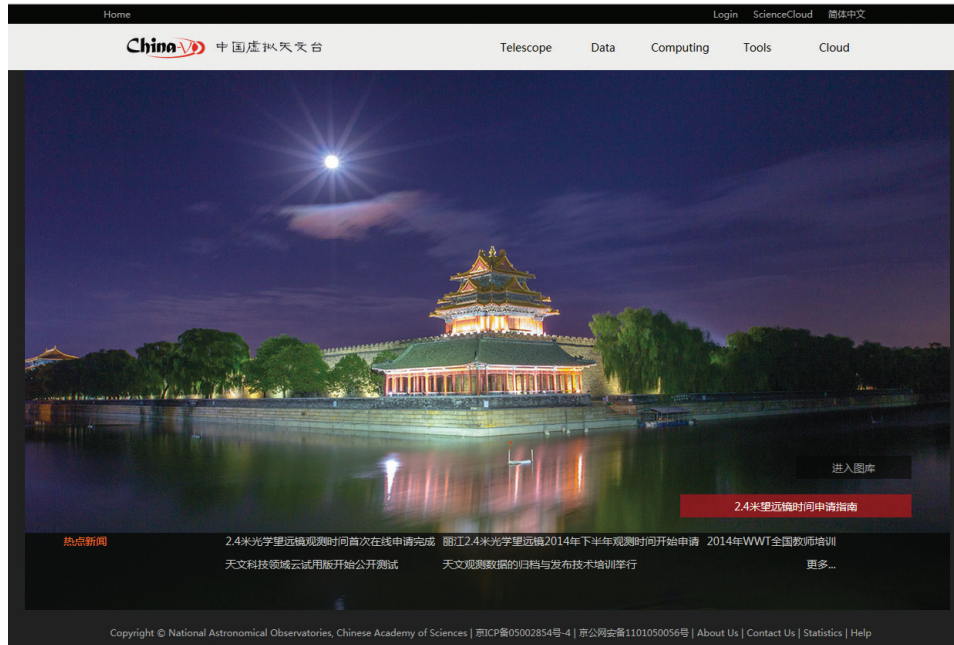 Home Login ScienceCloud 简体中文
China-VO 中国虚拟天文台 Telescope Data Computing Tools Cloud
进入图库
2.4米望远镜时间申请指南
热点新闻 2.4米光学望远镜观测时间首次在线申请完成 丽江2.4米光学望远镜2014年下半年观测时间开始申请 2014年WWT全国教师培训
天文科技领域云试用版开始公开测试 天文观测数据的归档与发布技术培训举行 更多...
Copyright © National Astronomical Observatories, Chinese Academy of Sciences | 京ICP备05002854号-4 | 京公网安备1101050056号 | About Us | Contact Us | Statistics | Help